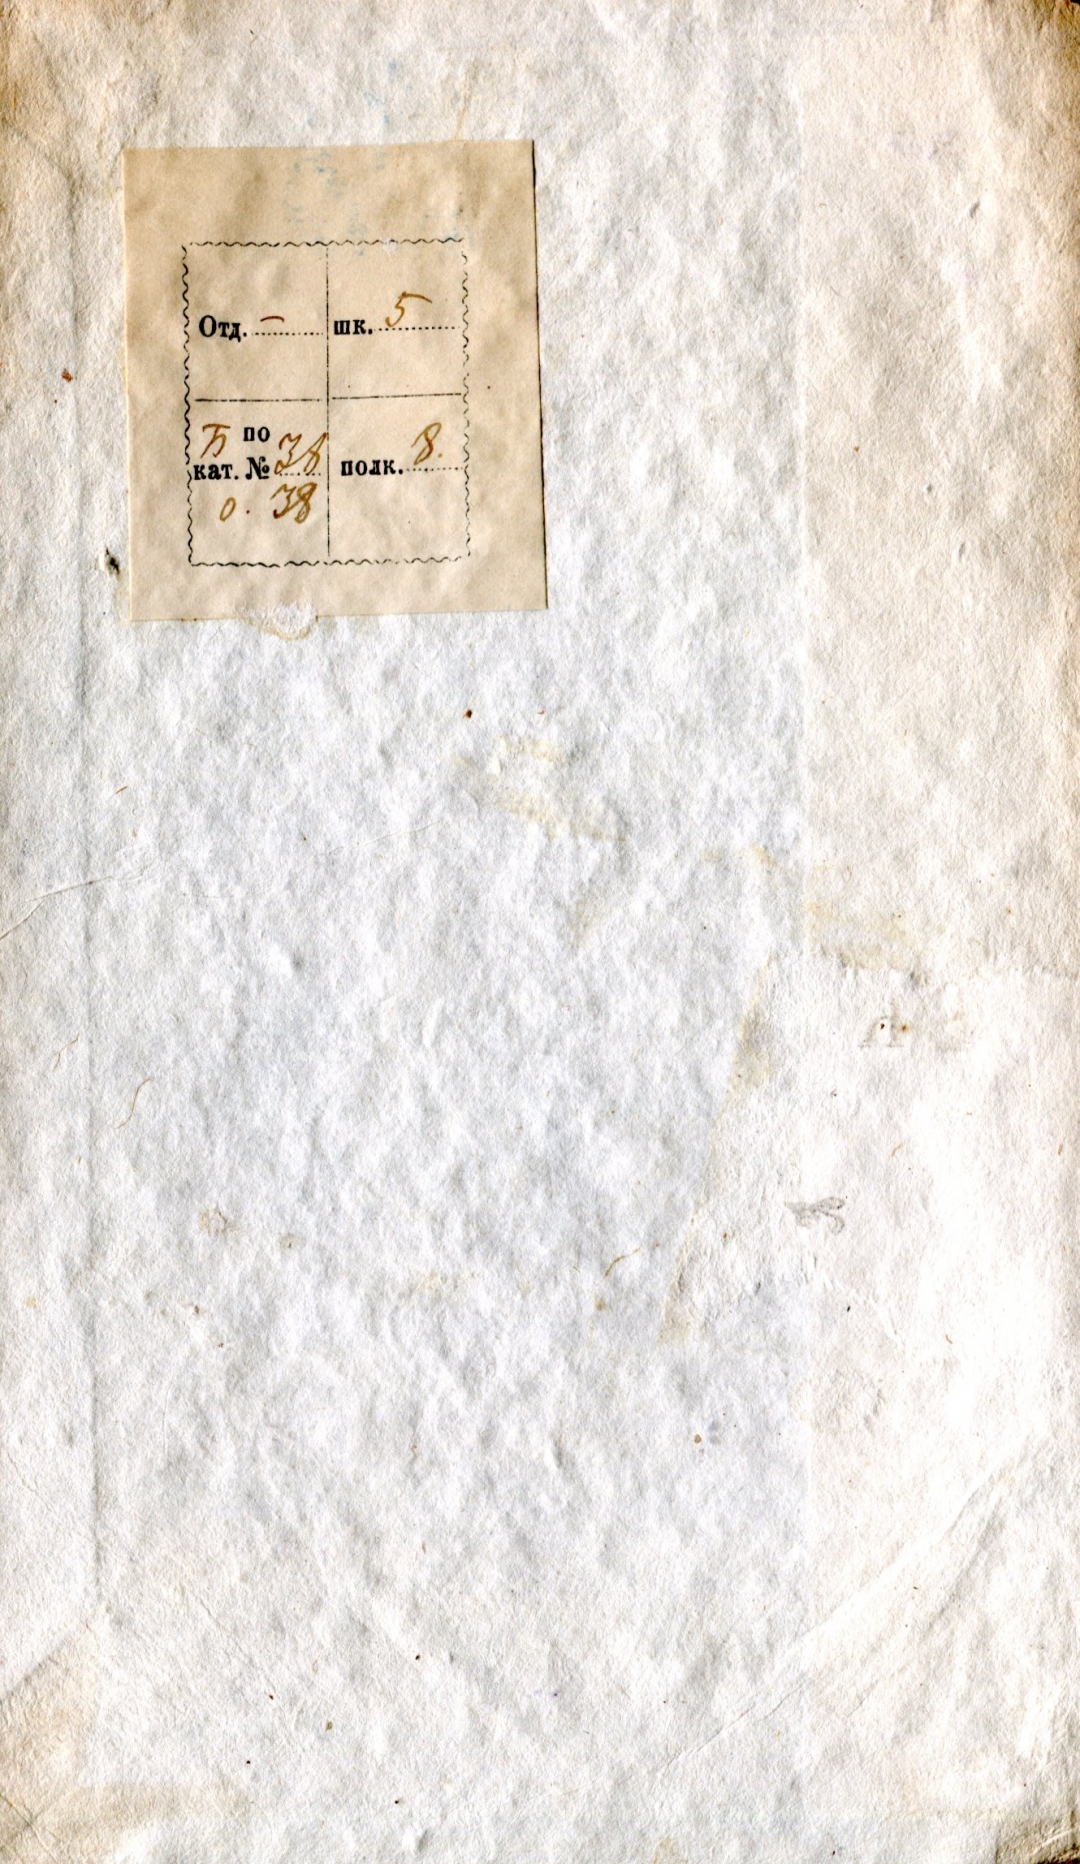 Отд. – шк. 5
Б по
кат. № 38 полк. 8.
о. 38